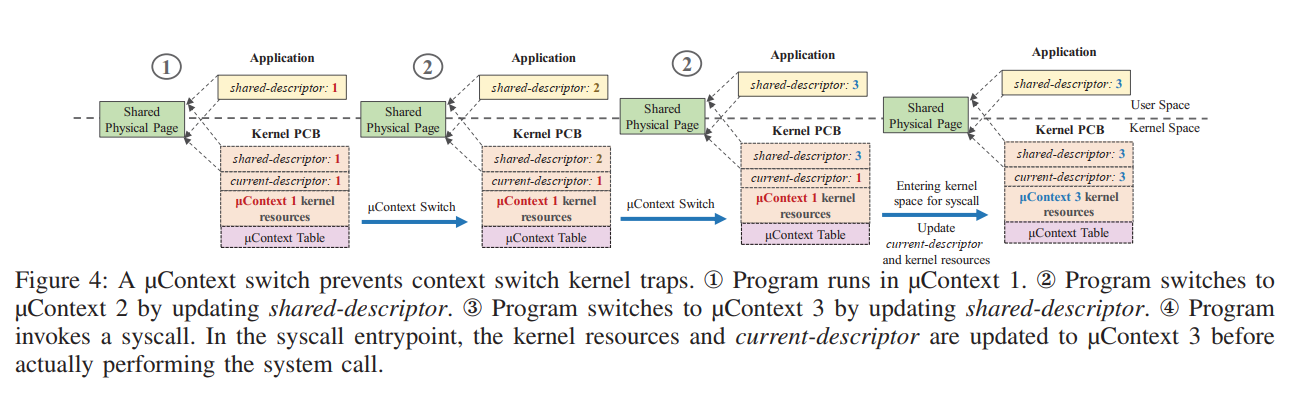 ①
Application
shared-descriptor: 1
Shared
Physical Page
Kernel PCB
shared-descriptor: 1
current-descriptor: 1
µContext 1 kernel
resources
µContext Table
µContext Switch
②
Application
shared-descriptor: 2
Shared
Physical Page
Kernel PCB
shared-descriptor: 2
current-descriptor: 1
µContext 1 kernel
resources
µContext Table
µContext Switch
②
Application
shared-descriptor: 3
Shared
Physical Page
Kernel PCB
shared-descriptor: 3
current-descriptor: 1
µContext 1 kernel
resources
µContext Table
Entering kernel
space for syscall
Update
current-descriptor
and kernel resources
Application
shared-descriptor: 3
Shared
Physical Page
User Space
Kernel Space
Kernel PCB
shared-descriptor: 3
current-descriptor: 3
µContext 3 kernel
resources
µContext Table
Figure 4: A µContext switch prevents context switch kernel traps. ① Program runs in µContext 1. ② Program switches to
µContext 2 by updating shared-descriptor. ③ Program switches to µContext 3 by updating shared-descriptor. ④ Program
invokes a syscall. In the syscall entrypoint, the kernel resources and current-descriptor are updated to µContext 3 before
actually performing the system call.